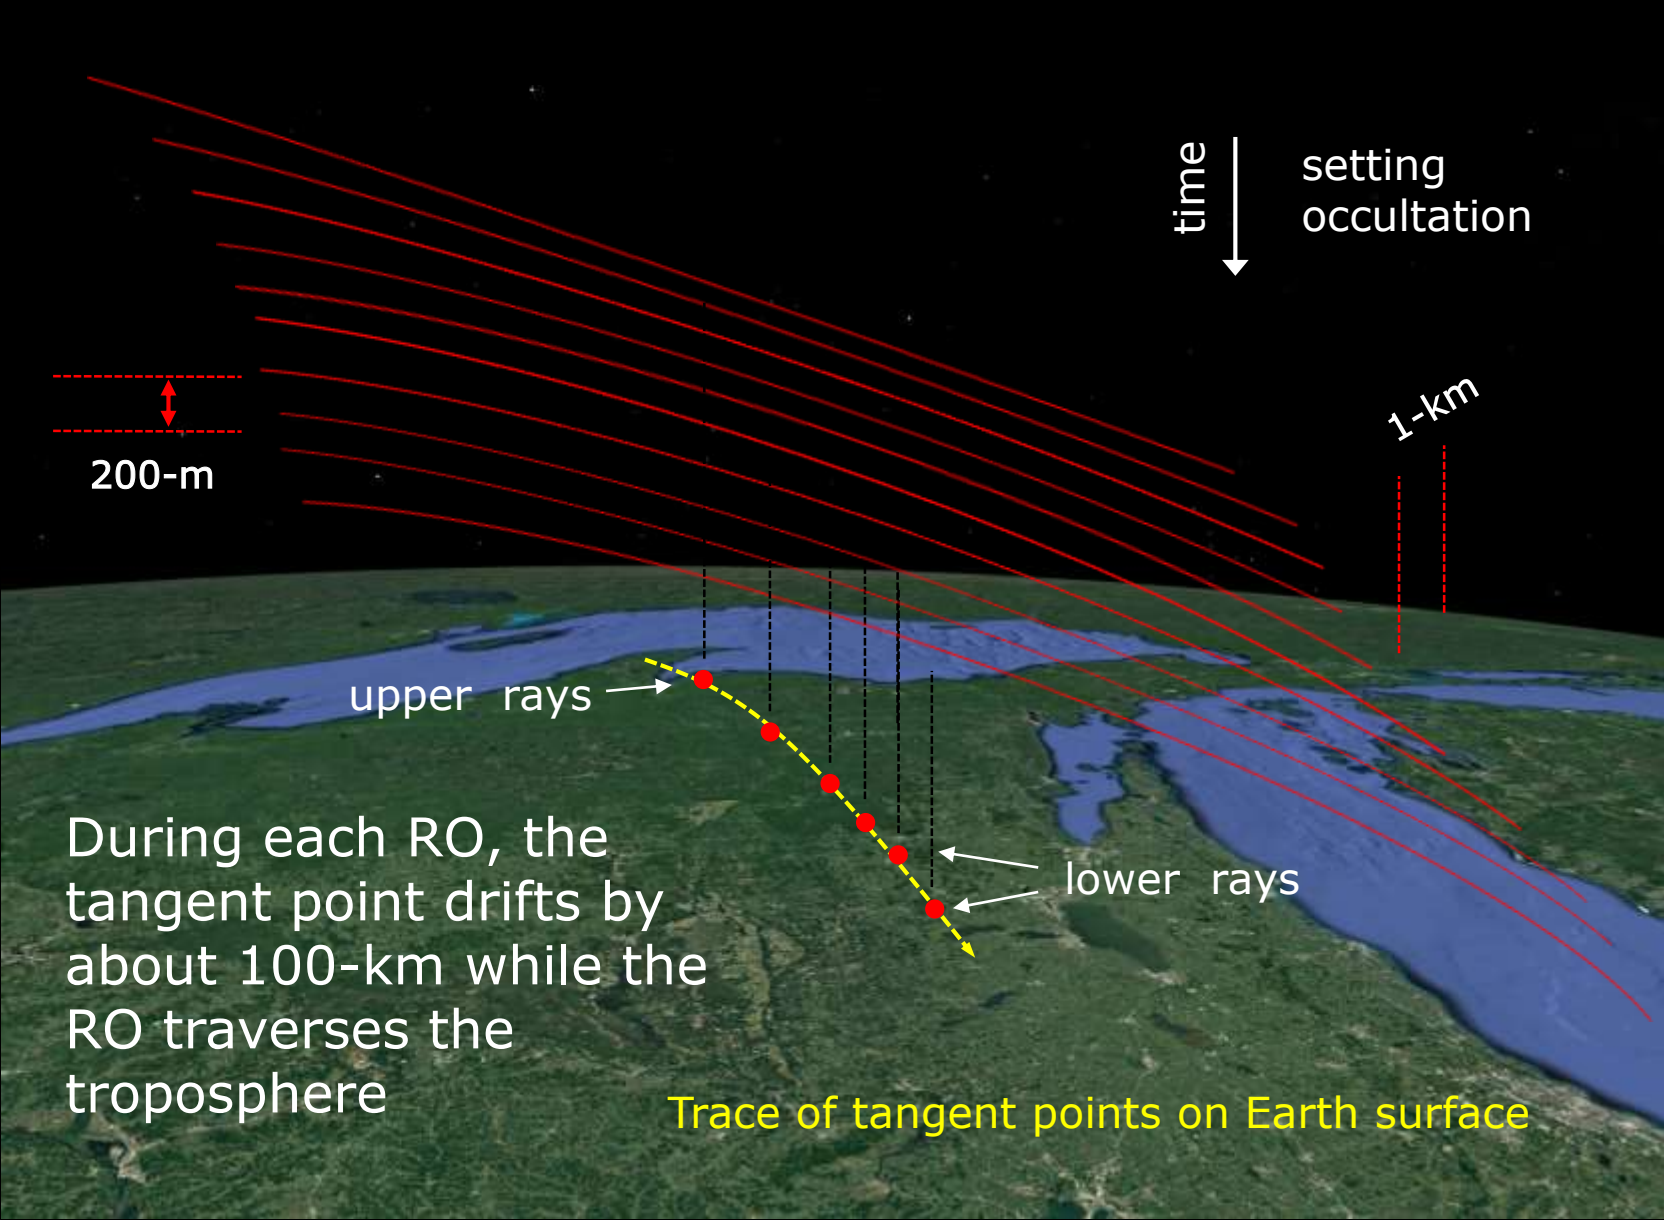 time
setting
occultation
1-km
200-m
upper rays
lower rays
During each RO, the
tangent point drifts by
about 100-km while the
RO traverses the
troposphere
Trace of tangent points on Earth surface